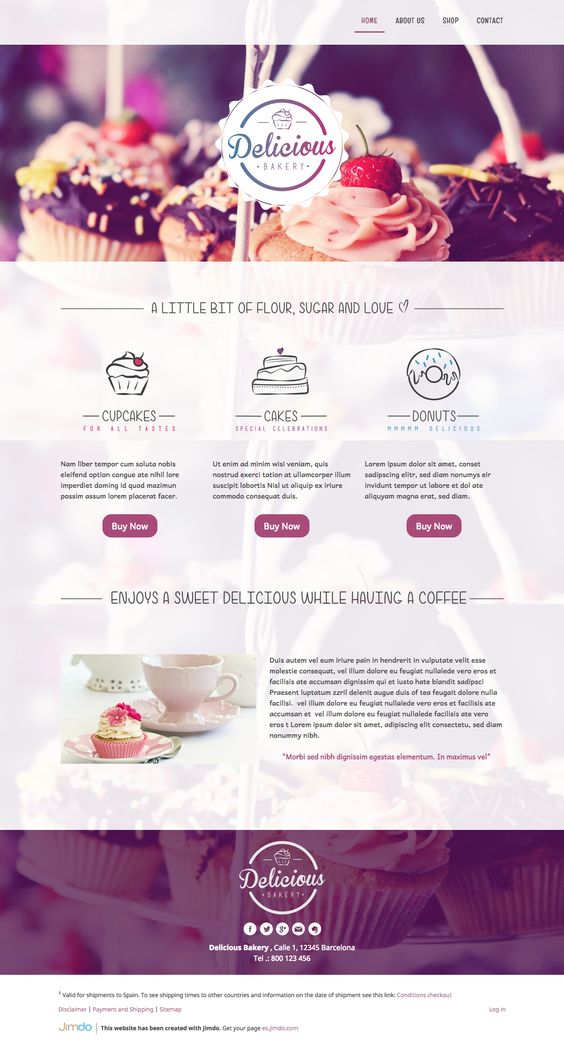 HOME ABOUT US SHOP CONTACT
Delicious
BAKERY
A LITTLE BIT OF FLOUR, SUGAR AND LOVE
CUPCAKES
FOR ALL TASTES
CAKES
SPECIAL CELEBRATIONS
DONUTS
MMMMM..DELICIOUS
Nam liber tempor cum soluta nobis
eleifend option congue ate nihil lore
imperdiet doming id quod mazimun
possim assum lorem placerat facer.
Buy Now
Ut enim ad minim wisi veniam, quis
nostrud exerci tation at ullamcorper illum
suscipit lobortis Nisl ut aliquip ex iriure
commodo consequat duis.
Buy Now
Lorem ipsum dolor sit amet, conset
sadipscing elitr, sed diam nonumys eir
invidunt tempor ut labore et dol ate
aliquyam magna erat, sed diam.
Buy Now
ENJOYS A SWEET DELICIOUS WHILE HAVING A COFFEE
Duis autem vel eum iriure pain in hendrerit In vulputate velit esse
molestie consequat, vel illum dolore eu feugiat nullalede vero eros et
facilisis ate accumsan dignissim qui et iusto hate blandit sadipsci
Praesent luptatum zzril delenit augue duis of tea feugait dolore nulla
facilisi. vel illum dolore eu feugiat nullalede vero eros et facilisis ate
accumsan et vel illum dolore eu feugiat nullalede facilisis ate vero
eros t Lorem ipsum dolor sit amet, adipiscing elit consectetu, sed diam
nonummy nibh.
"Morbi sed nibh dignissim egestas elementum. In maximus vel"
Delicious
BAKERY
Delicious Bakery , Calle 1, 12345 Barcelona
Tel .: 800 123 456
1 Valid for shipments to Spain. To see shipping times to other countries and information on the date of shipment see this link: Conditions checkout
Disclaimer | Payment and Shipping | Sitemap Log in
Jimdo This website has been created with Jimdo. Get your page es.jimdo.com